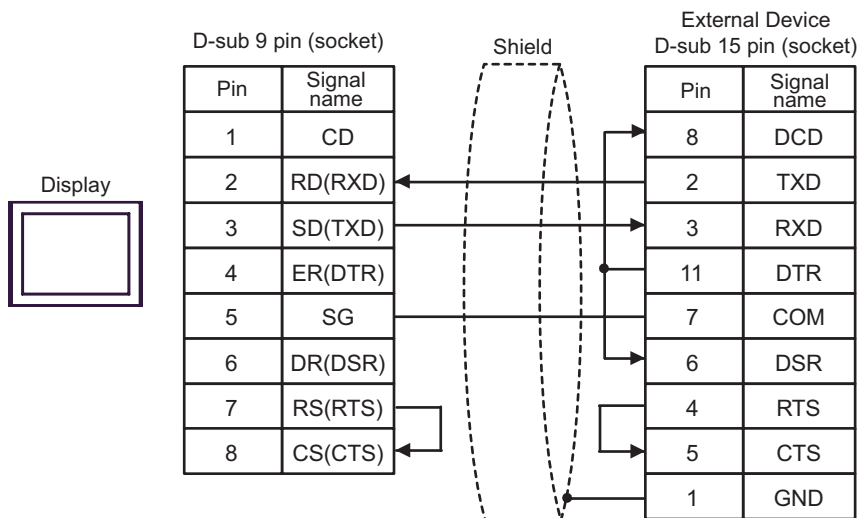 Display
D-sub 9 pin (socket)
Pin Signal name
1 CD
2 RD(RXD)
3 SD(TXD)
4 ER(DTR)
5 SG
6 DR(DSR)
7 RS(RTS)
8 CS(CTS)
Shield
External Device
D-sub 15 pin (socket)
Pin Signal name
8 DCD
2 TXD
3 RXD
11 DTR
7 COM
6 DSR
4 RTS
5 CTS
1 GND